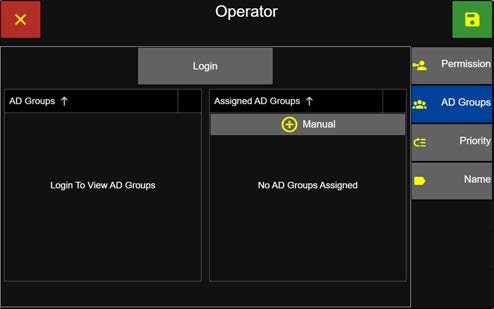 Operator
Login
Permission
AD Groups
Priority
Name
AD Groups
Assigned AD Groups
Manual
Login To View AD Groups
No AD Groups Assigned